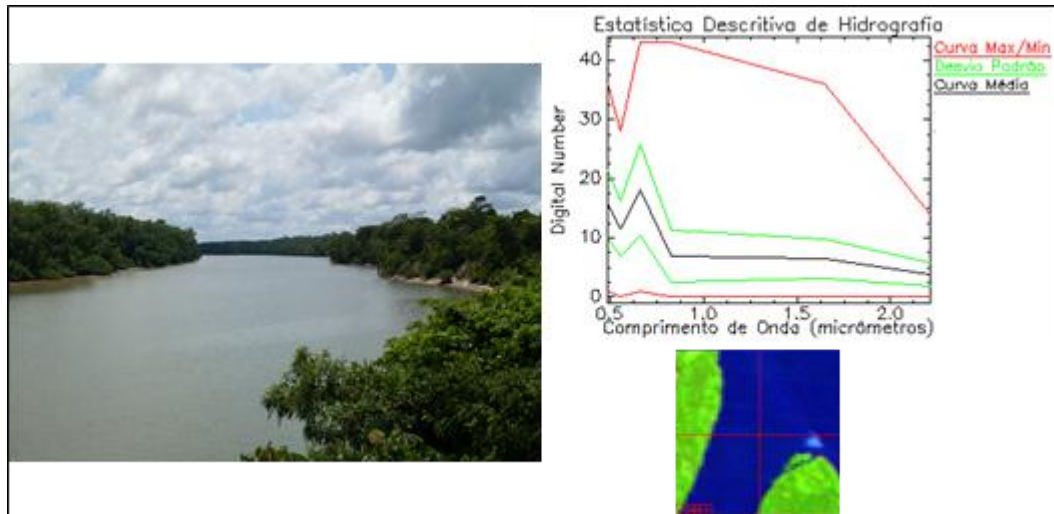 Estatística Descritiva de Hidrografia
Curva Max/Min
Desvio Padrão
Curva Média
Digital Number
40
30
20
10
0
0.5
1.0
1.5
2.0
Comprimento de Onda (micrômetros)